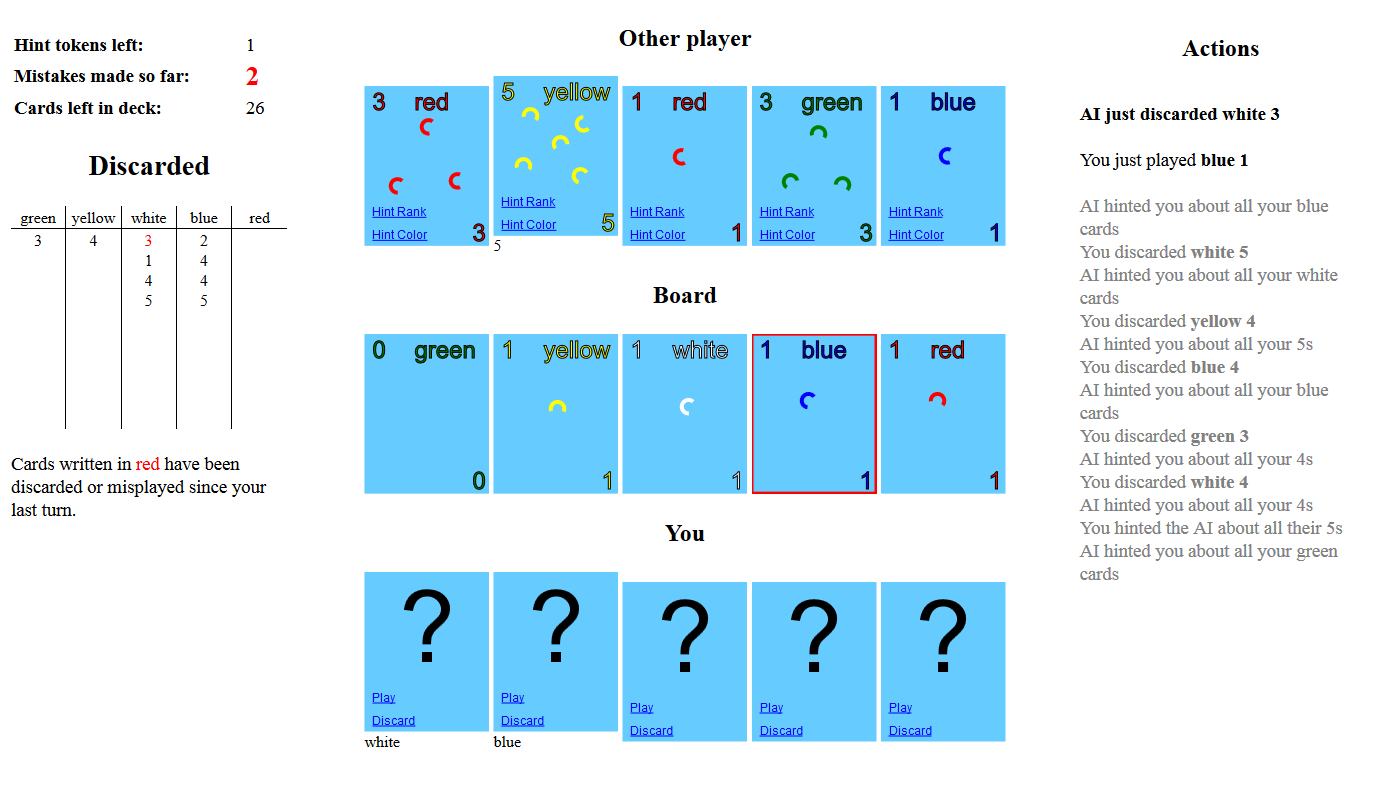 Hint tokens left: 1
Mistakes made so far: 2
Cards left in deck: 26
Discarded
green yellow white blue red
3 4 3 2
1 4
4 4
5 5
Cards written in red have been
discarded or misplayed since your
last turn.
Other player
3 red
Hint Rank
Hint Color
3
5 yellow
Hint Rank
Hint Color
5
5
1 red
Hint Rank
Hint Color
1
3 green
Hint Rank
Hint Color
3
1 blue
Hint Rank
Hint Color
1
Board
0 green
0
1 yellow
1
1 white
1
1 blue
1
1 red
1
You
?
Play
Discard
white
?
Play
Discard
blue
?
Play
Discard
?
Play
Discard
?
Play
Discard
Actions
AI just discarded white 3
You just played blue 1
AI hinted you about all your blue
cards
You discarded white 5
AI hinted you about all your white
cards
You discarded yellow 4
AI hinted you about all your 5s
You discarded blue 4
AI hinted you about all your blue
cards
You discarded green 3
AI hinted you about all your 4s
You discarded white 4
AI hinted you about all your 4s
You hinted the AI about all their 5s
AI hinted you about all your green
cards